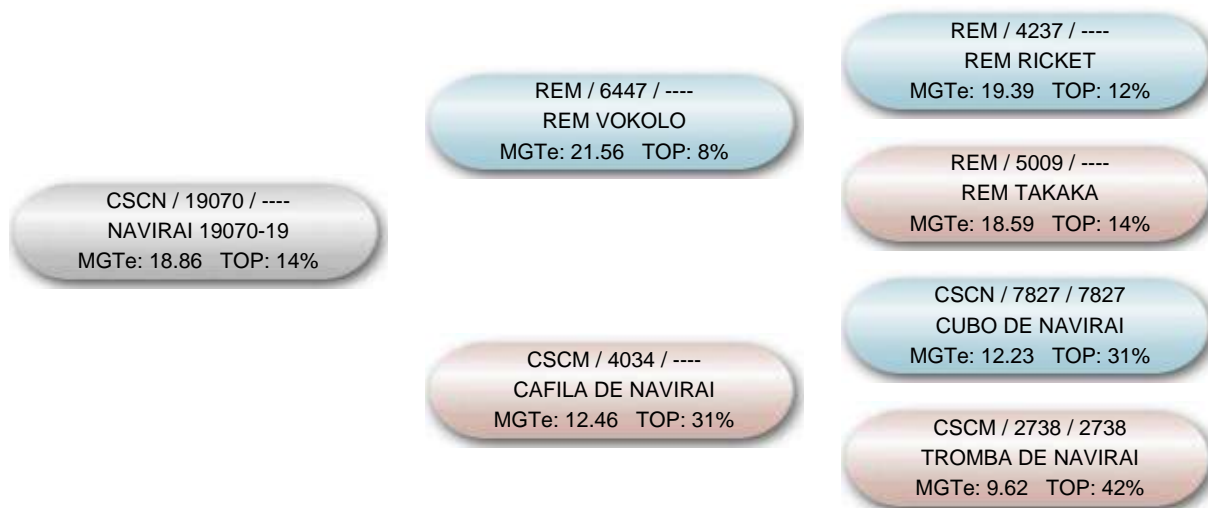 REM / 4237 / ----
REM RICKET
MGTe: 19.39 TOP: 12%
REM / 6447 / ----
REM VOKOLO
MGTe: 21.56 TOP: 8%
REM / 5009 / ----
REM TAKAKA
MGTe: 18.59 TOP: 14%
CSCN / 19070 / ----
NAVIRAI 19070-19
MGTe: 18.86 TOP: 14%
CSCN / 7827 / 7827
CUBO DE NAVIRAI
MGTe: 12.23 TOP: 31%
CSCM / 4034 / ----
CAFILA DE NAVIRAI
MGTe: 12.46 TOP: 31%
CSCM / 2738 / 2738
TROMBA DE NAVIRAI
MGTe: 9.62 TOP: 42%